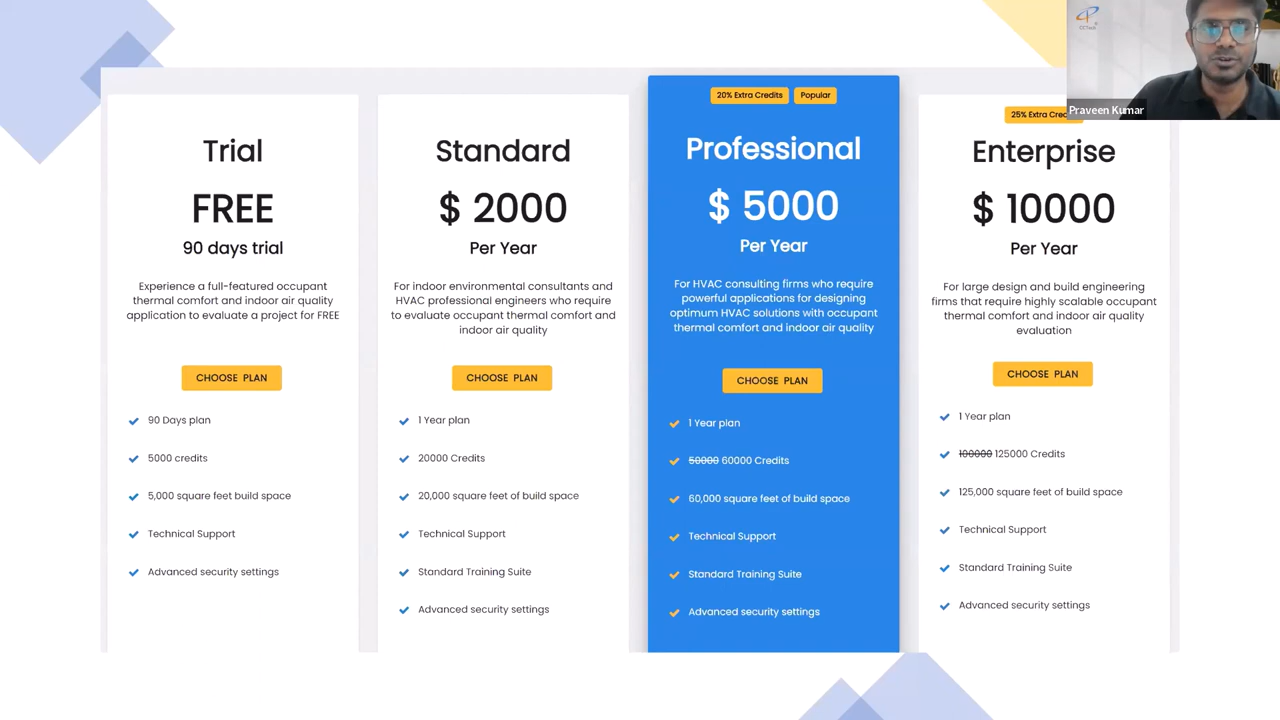 CCTech
Praveen Kumar
Trial
FREE
90 days trial
Experience a full-featured occupant
thermal comfort and indoor air quality
application to evaluate a project for FREE
CHOOSE PLAN
90 Days plan
5000 credits
5,000 square feet build space
Technical Support
Advanced security settings
Standard
$ 2000
Per Year
For indoor environmental consultants and
HVAC professional engineers who require
to evaluate occupant thermal comfort and
indoor air quality
CHOOSE PLAN
1 Year plan
20000 Credits
20,000 square feet of build space
Technical Support
Standard Training Suite
Advanced security settings
20% Extra Credits
Popular
Professional
$ 5000
Per Year
For HVAC consulting firms who require
powerful applications for designing
optimum HVAC solutions with occupant
thermal comfort and indoor air quality
CHOOSE PLAN
1 Year plan
50000 60000 Credits
60,000 square feet of build space
Technical Support
Standard Training Suite
Advanced security settings
25% Extra
Enterprise
$ 10000
Per Year
For large design and build engineering
firms that require highly scalable occupant
thermal comfort and indoor air quality
evaluation
CHOOSE PLAN
1 Year plan
100000 125000 Credits
125,000 square feet of build space
Technical Support
Standard Training Suite
Advanced security settings